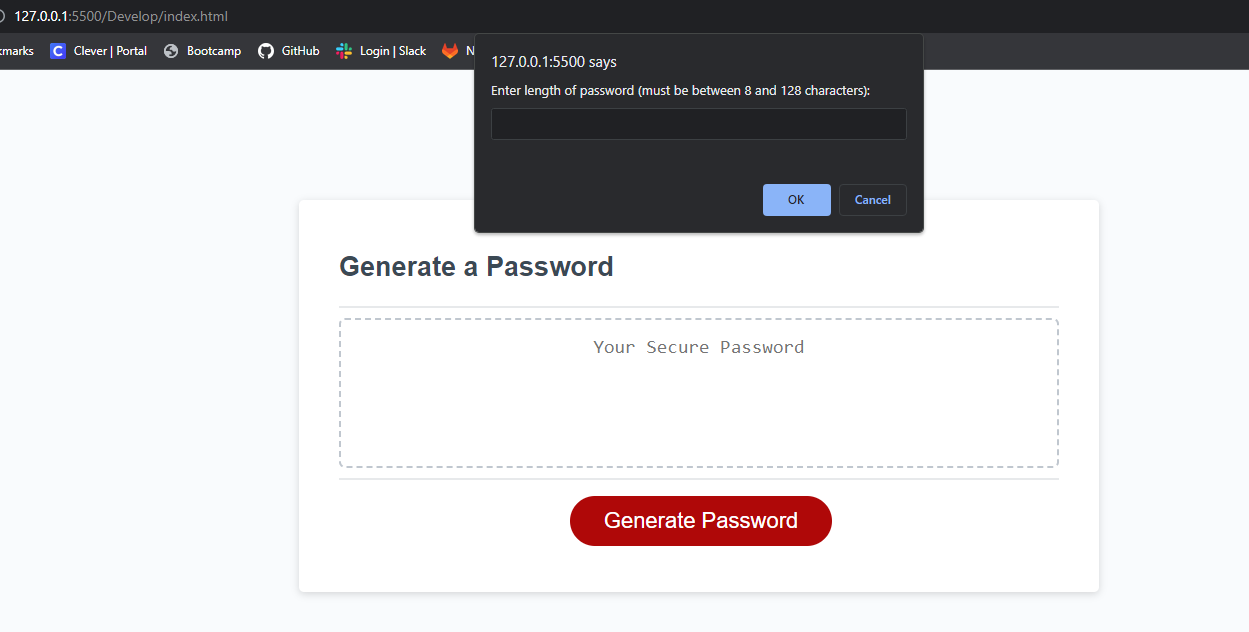 127.0.0.1:5500/Develop/index.html
kmarks C Clever | Portal Bootcamp GitHub Login | Slack N
127.0.0.1:5500 says
Enter length of password (must be between 8 and 128 characters):
OK Cancel
Generate a Password
Your Secure Password
Generate Password